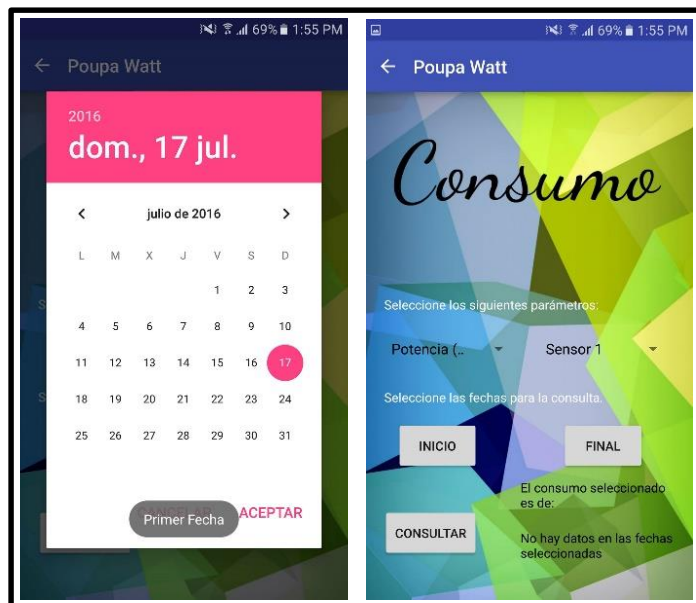 69% 1:55 PM
Poupa Watt
2016
dom., 17 jul.
julio de 2016
L M X J V S D
1 2 3
4 5 6 7 8 9 10
11 12 13 14 15 16 17
18 19 20 21 22 23 24
25 26 27 28 29 30 31
CANCELAR ACEPTAR
Primer Fecha
69% 1:55 PM
Poupa Watt
Consumo
Seleccione los siguientes parámetros:
Potencia (.. Sensor 1
Seleccione las fechas para la consulta.
INICIO FINAL
El consumo seleccionado
es de:
CONSULTAR
No hay datos en las fechas
seleccionadas